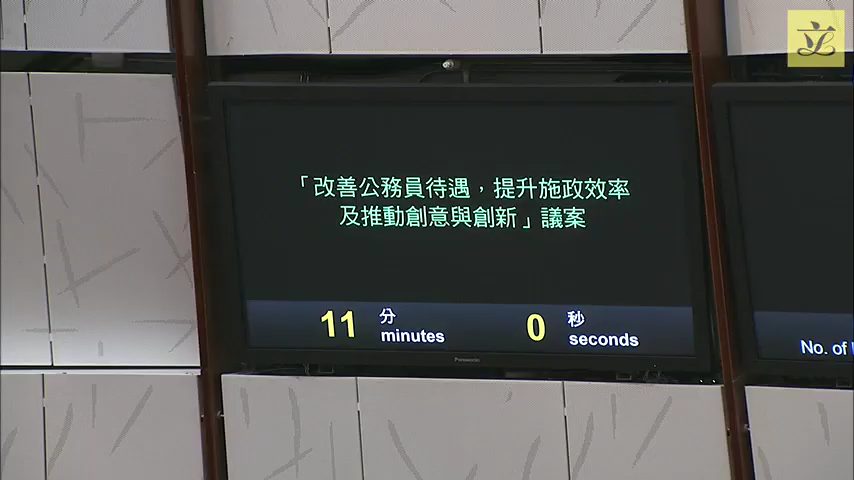 「改善公務員待遇，提升施政效率
及推動創意與創新」議案
11 分 minutes 0 秒 seconds
Panasonic
No. of
立